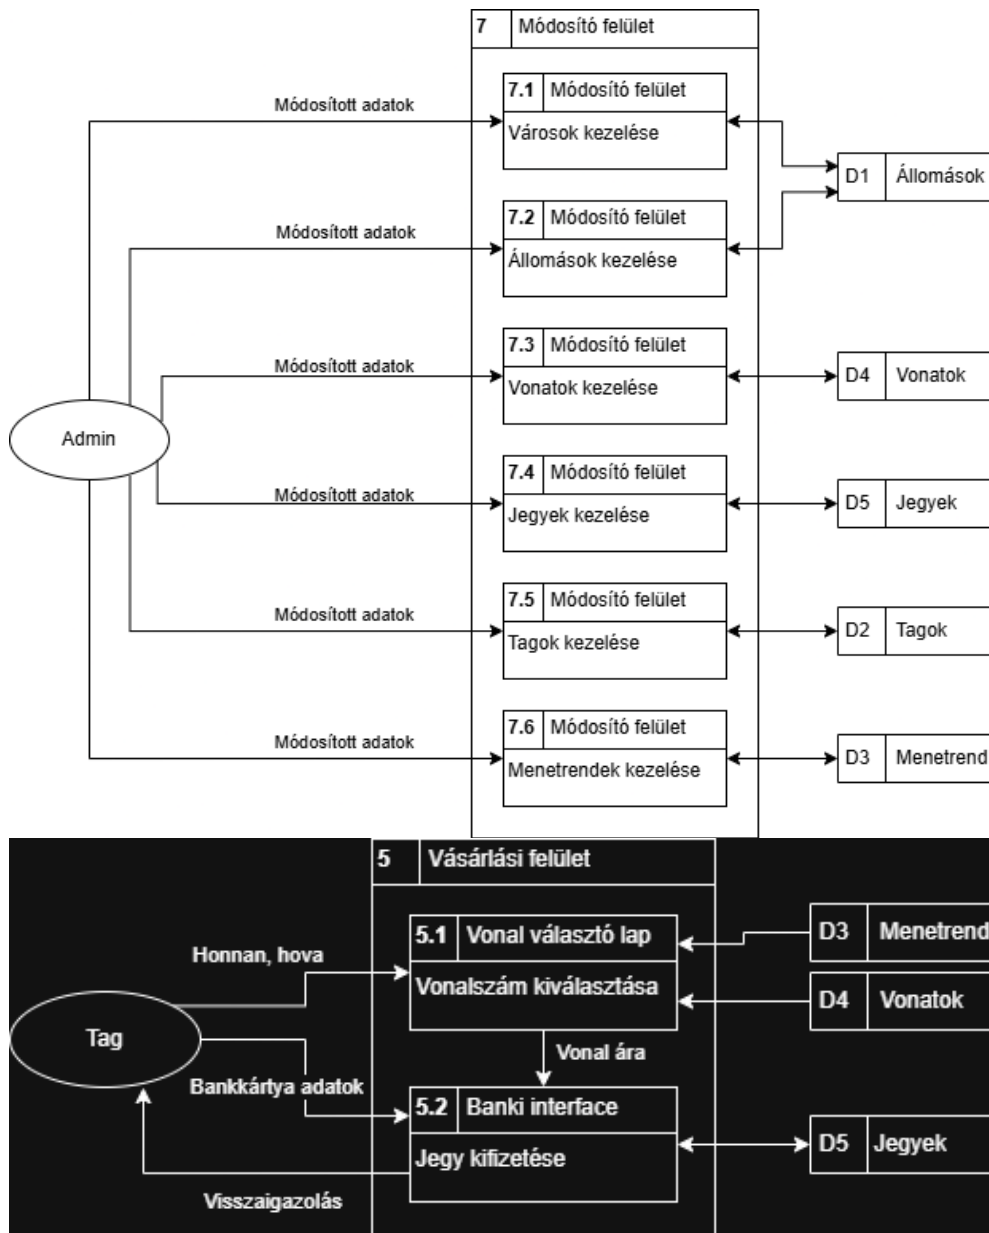 7 Módosító felület
7.1 Módosító felület
Módosított adatok
Városok kezelése
D1 Állomások
7.2 Módosító felület
Módosított adatok
Állomások kezelése
7.3 Módosító felület
Módosított adatok
Vonatok kezelése
D4 Vonatok
Admin
7.4 Módosító felület
Módosított adatok
Jegyek kezelése
D5 Jegyek
7.5 Módosító felület
Módosított adatok
Tagok kezelése
D2 Tagok
7.6 Módosító felület
Módosított adatok
Menetrendek kezelése
D3 Menetrend
5 Vásárlási felület
5.1 Vonal választó lap
D3 Menetrend
Honnan, hova
Vonalszám kiválasztása
D4 Vonatok
Tag
Vonal ára
Bankkártya adatok
5.2 Banki interface
D5 Jegyek
Jegy kifizetése
Visszaigazolás